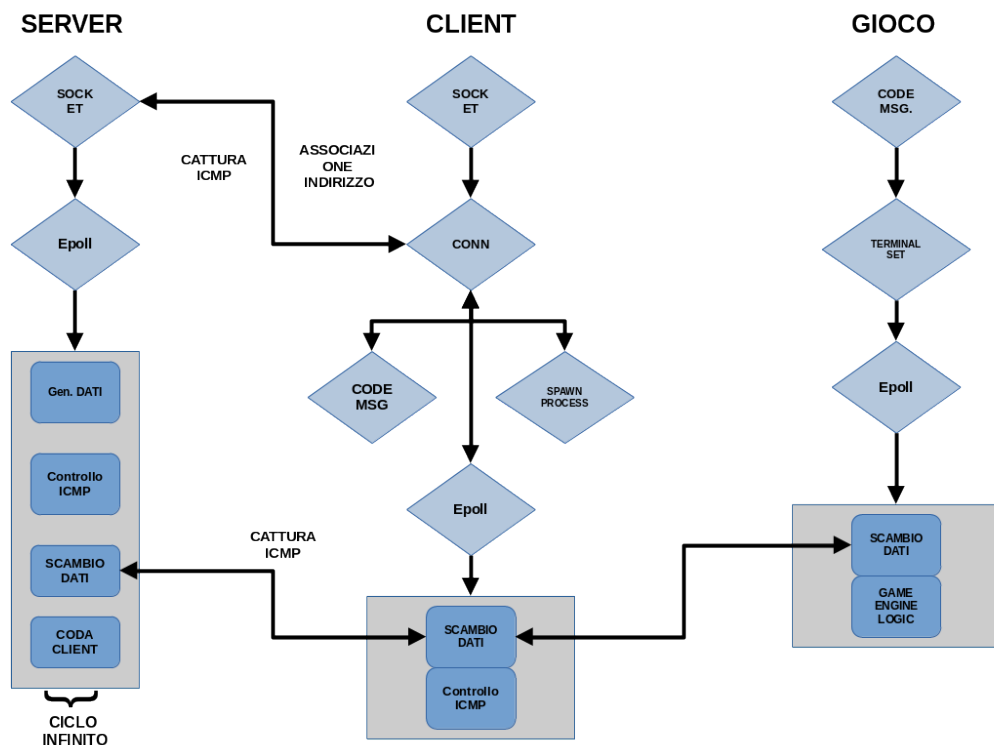 SERVER
CLIENT
GIOCO
SOCK
ET
SOCK
ET
CODE
MSG.
CATTURA
ICMP
ASSOCIAZI
ONE
INDIRIZZO
Epoll
CONN
TERMINAL
SET
Gen. DATI
CODE
MSG
SPAWN
PROCESS
Epoll
Controllo
ICMP
Epoll
CATTURA
ICMP
SCAMBIO
DATI
SCAMBIO
DATI
GAME
ENGINE
LOGIC
CODA
CLIENT
SCAMBIO
DATI
Controllo
ICMP
CICLO
INFINITO